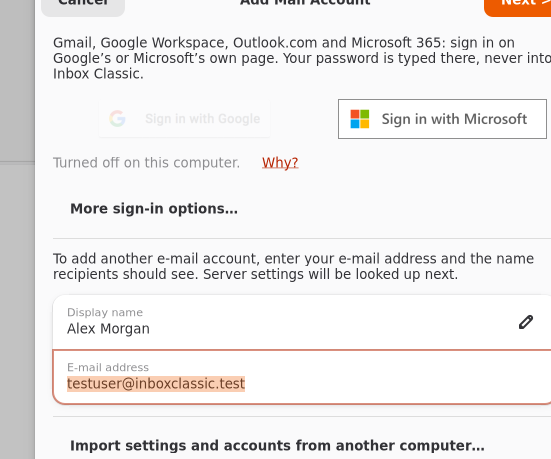 Cancel Add Mail Account Next >
Gmail, Google Workspace, Outlook.com and Microsoft 365: sign in on
Google’s or Microsoft’s own page. Your password is typed there, never into
Inbox Classic.
Sign in with Google Sign in with Microsoft
Turned off on this computer. Why?
More sign-in options...
To add another e-mail account, enter your e-mail address and the name
recipients should see. Server settings will be looked up next.
Display name
Alex Morgan
E-mail address
testuser@inboxclassic.test
Import settings and accounts from another computer...